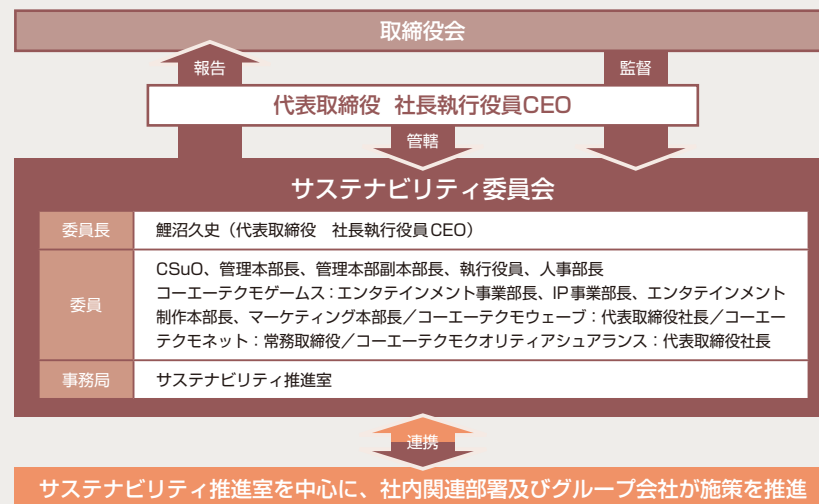 取締役会
報告
監督
代表取締役 社長執行役員CEO
管轄
サステナビリティ委員会
委員長
鯉沼久史（代表取締役　社長執行役員CEO）
委員
CSuO、管理本部長、管理本部副本部長、執行役員、人事部長
コーエーテクモゲームス：エンタテインメント事業部長、IP事業部長、エンタテインメント
制作本部長、マーケティング本部長／コーエーテクモウェーブ：代表取締役社長／コーエー
テクモネット：常務取締役／コーエーテクモクオリティアシュアランス：代表取締役社長
事務局
サステナビリティ推進室
連携
サステナビリティ推進室を中心に、社内関連部署及びグループ会社が施策を推進